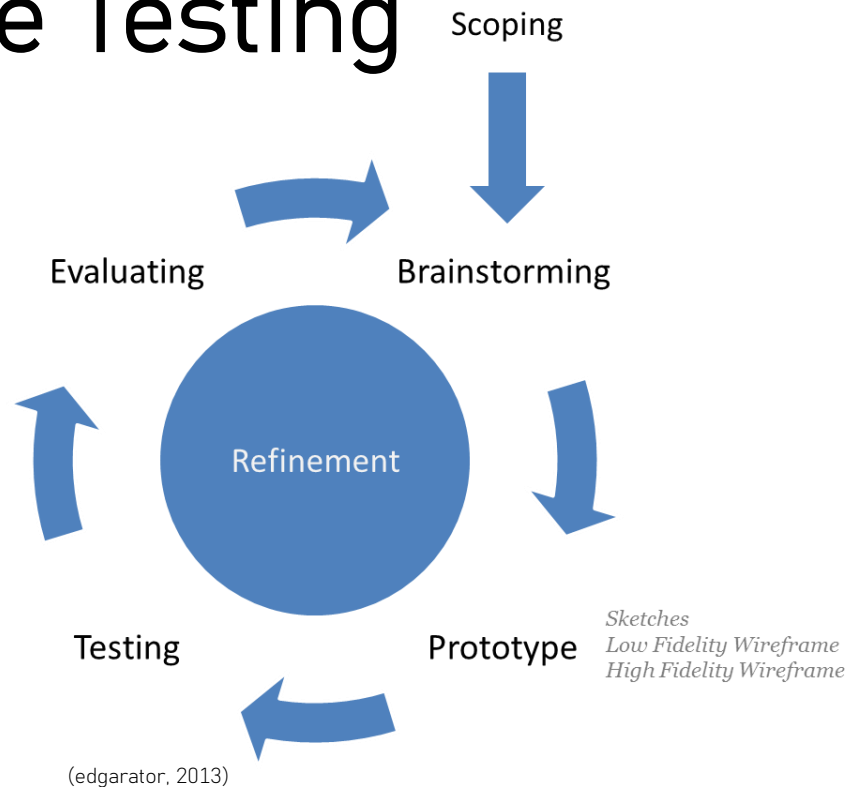 e Testing
Scoping
Evaluating
Brainstorming
Refinement
Testing
Prototype
Sketches
Low Fidelity Wireframe
High Fidelity Wireframe
(edgarator, 2013)